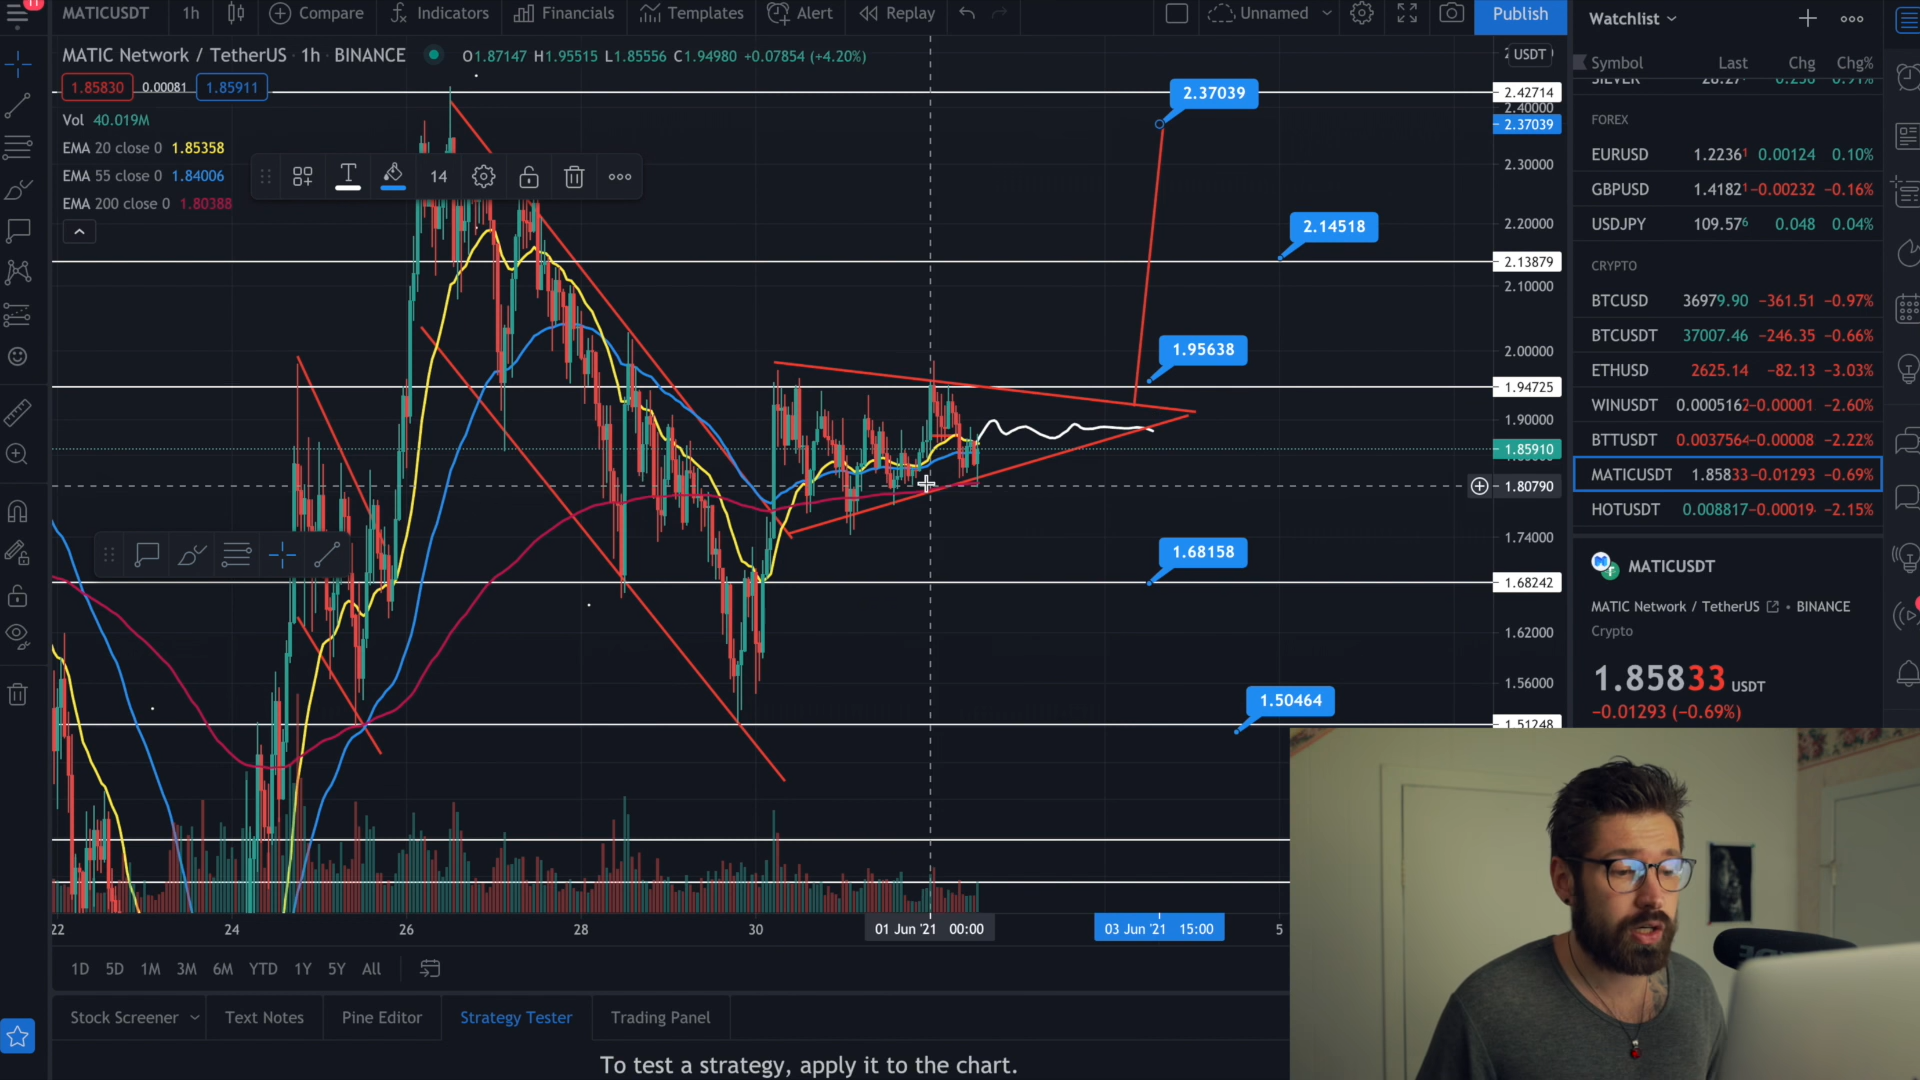 11
MATICUSDT 1h Compare Indicators Financials Templates Alert Replay Unnamed Publish
MATIC Network / TetherUS 1h BINANCE O1.87147 H1.95515 L1.85556 C1.94980 +0.07854 (+4.20%)
1.85830 0.00081 1.85911
Vol 40.019M
EMA 20 close 0 1.85358
EMA 55 close 0 1.84006
EMA 200 close 0 1.80388
14
2.37039
2.14518
1.95638
1.68158
1.50464
USDT
2.42714
2.40000
2.37039
2.30000
2.20000
2.13879
2.10000
2.00000
1.94725
1.90000
1.85910
1.80790
1.74000
1.68242
1.62000
1.56000
1.51248
22 24 26 28 30 01 Jun '21 00:00 03 Jun '21 15:00 5
1D 5D 1M 3M 6M YTD 1Y 5Y All
Stock Screener Text Notes Pine Editor Strategy Tester Trading Panel
To test a strategy, apply it to the chart.
Watchlist
Symbol Last Chg Chg%
SILVER
FOREX
EURUSD 1.22361 0.00124 0.10%
GBPUSD 1.41821 -0.00232 -0.16%
USDJPY 109.576 0.048 0.04%
CRYPTO
BTCUSD 36979.90 -361.51 -0.97%
BTCUSDT 37007.46 -246.35 -0.66%
ETHUSD 2625.14 -82.13 -3.03%
WINUSDT 0.0005162 -0.00001 -2.60%
BTTUSDT 0.0037564 -0.00008 -2.22%
MATICUSDT 1.85833 -0.01293 -0.69%
HOTUSDT 0.008817 -0.00019 -2.15%
MATICUSDT
MATIC Network / TetherUS • BINANCE
Crypto
1.85833 USDT
−0.01293 (−0.69%)